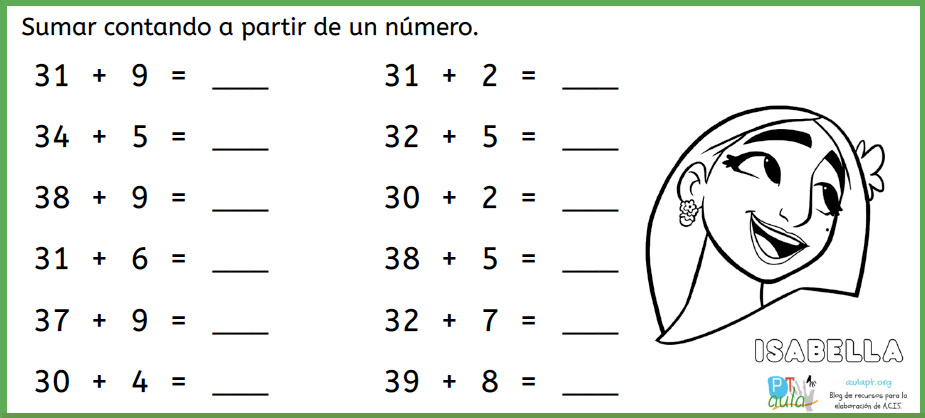 Sumar contando a partir de un número.
31 + 9 = ____ 31 + 2 = ____
34 + 5 = ____ 32 + 5 = ____
38 + 9 = ____ 30 + 2 = ____
31 + 6 = ____ 38 + 5 = ____
37 + 9 = ____ 32 + 7 = ____
30 + 4 = ____ 39 + 8 = ____
ISABELLA
PT
aula
aulapt.org
Blog de recursos para la
elaboración de ACIS.